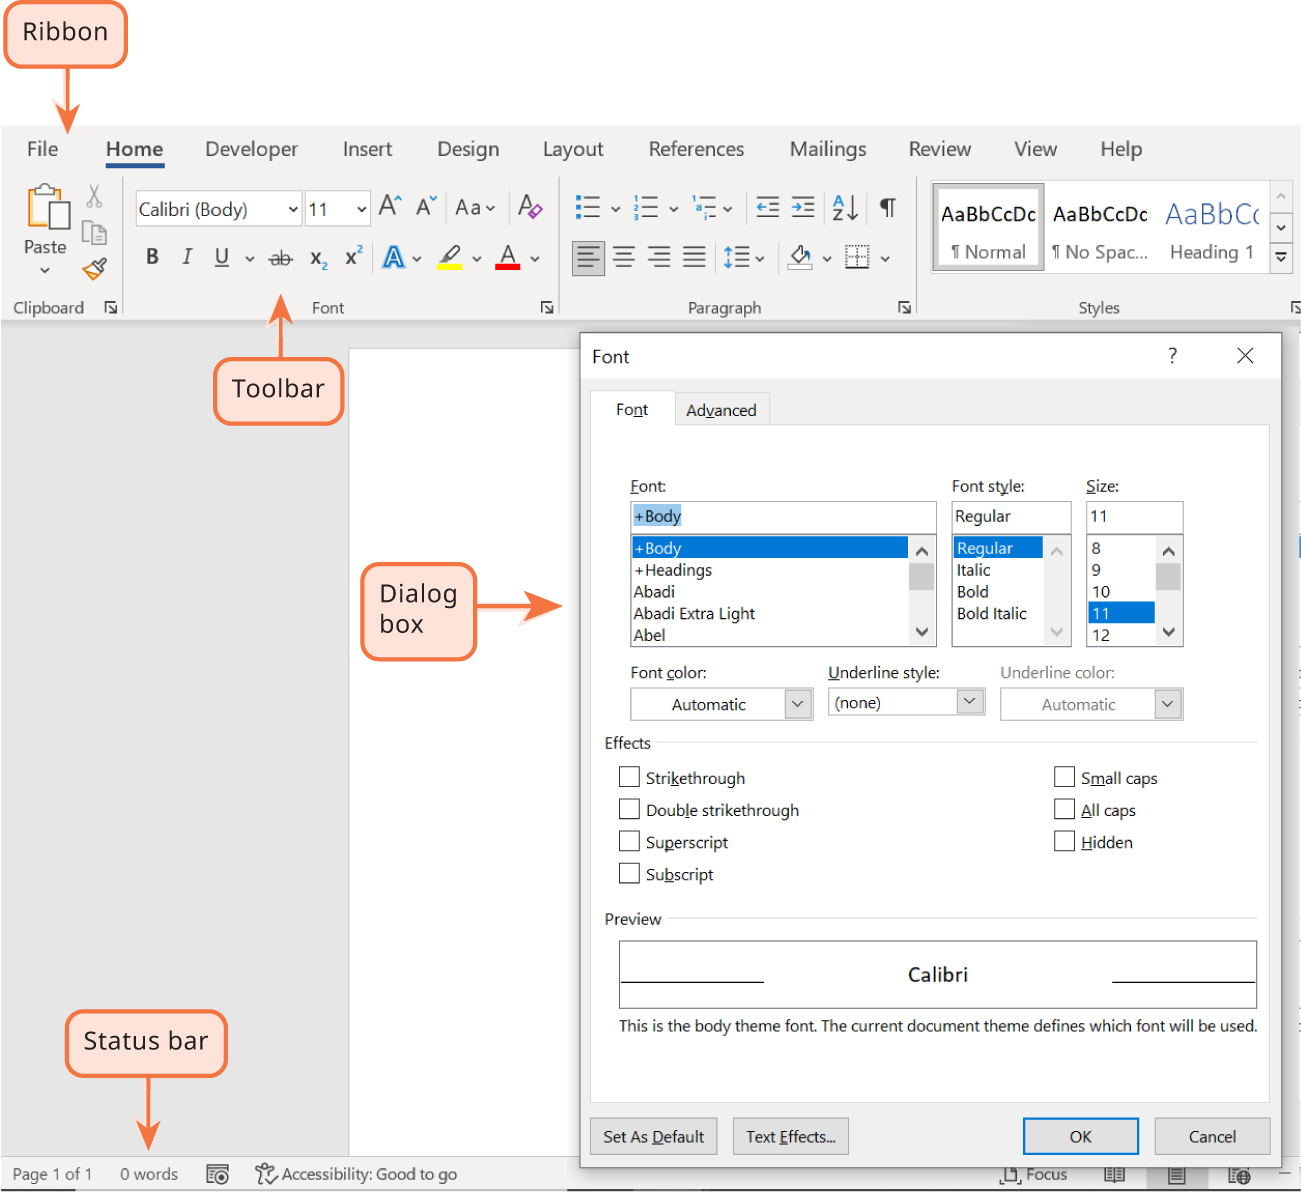 Ribbon
File Home Developer Insert Design Layout References Mailings Review View Help
Calibri (Body) 11 Aa
Paste
B I U ab x₂ x² A A
AaBbCcDc AaBbCcDc AaBbCc
¶ Normal ¶ No Spac... Heading 1
Clipboard Font Paragraph Styles
Toolbar
Font ?
Font Advanced
Font: Font style: Size:
+Body Regular 11
+Body Regular 8
+Headings Italic 9
Abadi Bold 10
Abadi Extra Light Bold Italic 11
Abel 12
Dialog
box
Font color: Underline style: Underline color:
Automatic (none) Automatic
Effects
Strikethrough Small caps
Double strikethrough All caps
Superscript Hidden
Subscript
Preview
Calibri
This is the body theme font. The current document theme defines which font will be used.
Status bar
Set As Default Text Effects... OK Cancel
Page 1 of 1 0 words Accessibility: Good to go Focus